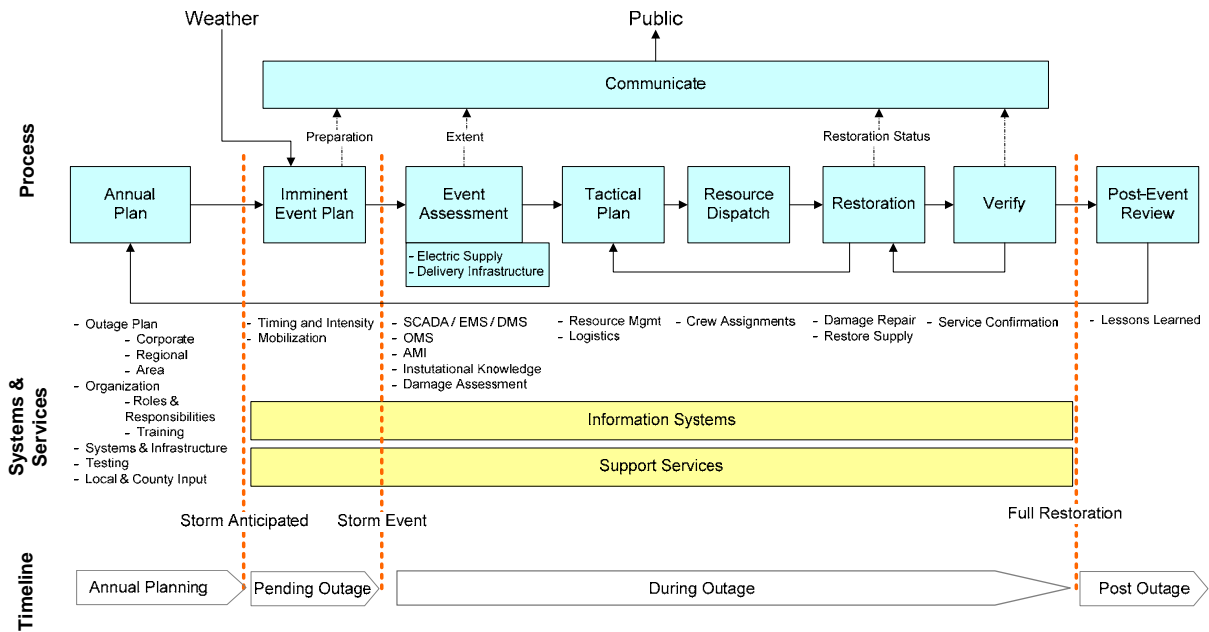 Weather
Public
Communicate
Process
Preparation
Extent
Restoration Status
Annual
Plan
Imminent
Event Plan
Event
Assessment
- Electric Supply
- Delivery Infrastructure
Tactical
Plan
Resource
Dispatch
Restoration
Verify
Post-Event
Review
Systems &
Services
- Outage Plan
- Corporate
- Regional
- Area
- Organization
- Roles &
Responsibilities
- Training
- Systems & Infrastructure
- Testing
- Local & County Input
- Timing and Intensity
- Mobilization
- SCADA / EMS / DMS
- OMS
- AMI
- Instutational Knowledge
- Damage Assessment
- Resource Mgmt
- Logistics
- Crew Assignments
- Damage Repair
- Restore Supply
- Service Confirmation
- Lessons Learned
Information Systems
Support Services
Storm Anticipated
Storm Event
Full Restoration
Timeline
Annual Planning
Pending Outage
During Outage
Post Outage